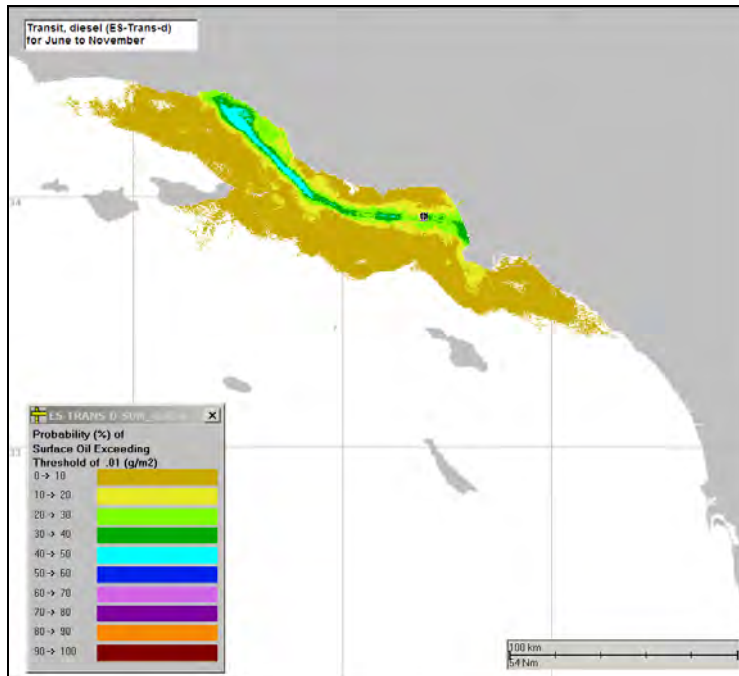 Transit, diesel (ES-Trans-d)
for June to November
34
33
Probability (%) of
Surface Oil Exceeding
Threshold of .01 (g/m2)
0→ 10
10→ 20
20→ 30
30→ 40
40→ 50
50→ 60
60→ 70
70→ 80
80→ 90
90→ 100
100 km
54 Nm